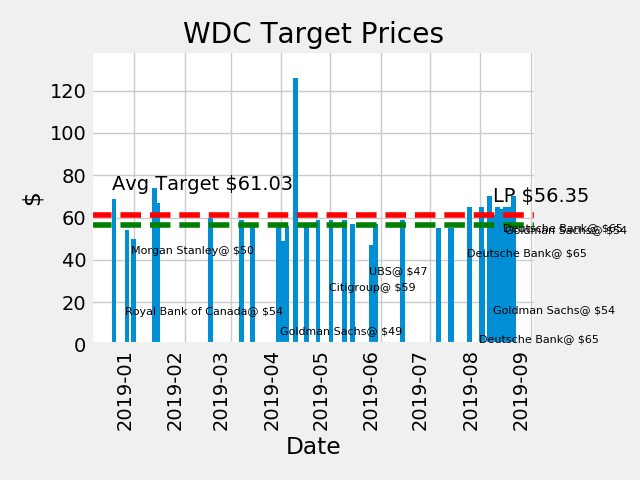 WDC Target Prices
$
120
100
80
60
40
20
0
Avg Target $61.03
LP $56.35
Deutsche Bank@ $65
Goldman Sachs@ $54
Morgan Stanley@ $50
Deutsche Bank@ $65
UBS@ $47
Citigroup@ $59
Royal Bank of Canada@ $54
Goldman Sachs@ $54
Goldman Sachs@ $49
Deutsche Bank@ $65
2019-01
2019-02
2019-03
2019-04
2019-05
2019-06
2019-07
2019-08
2019-09
Date